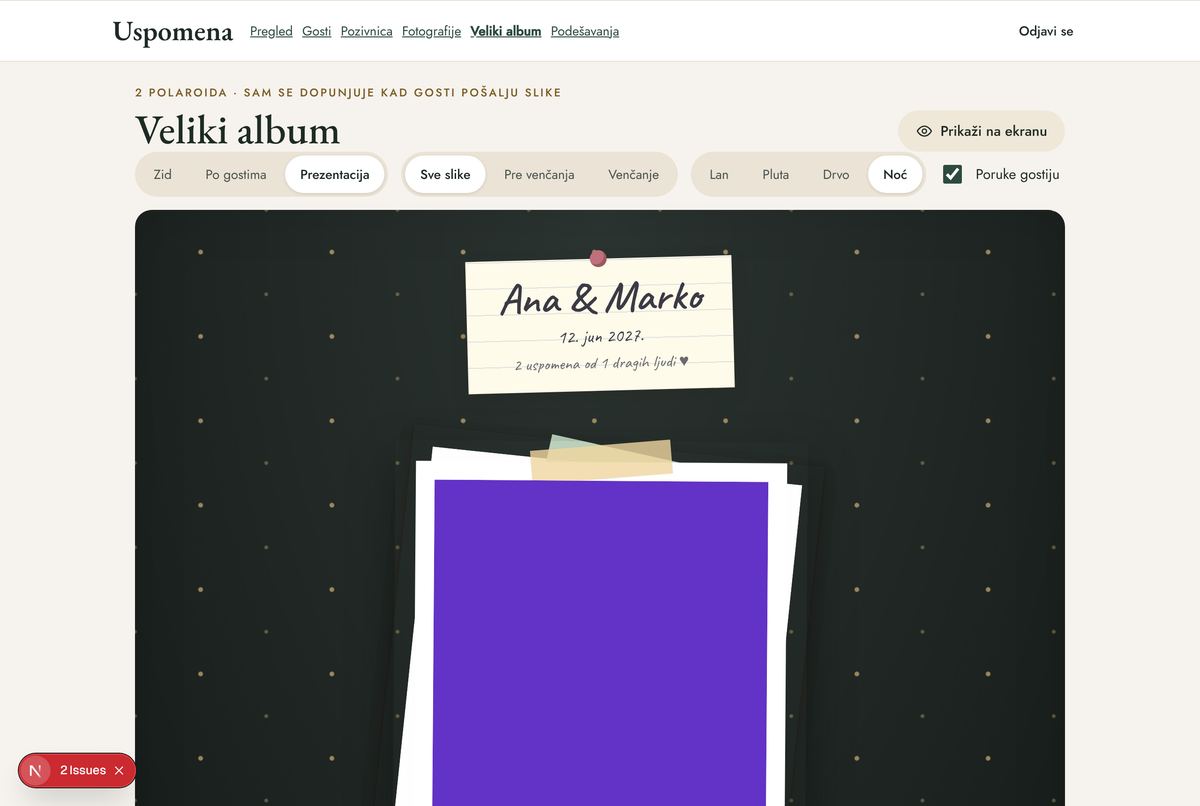 Uspomena Pregled Gosti Pozivnica Fotografije Veliki album Podešavanja Odjavi se
2 POLAROIDA · SAM SE DOPUNJUJE KAD GOSTI POŠALJU SLIKE
Veliki album
Prikaži na ekranu
Zid Po gostima Prezentacija Sve slike Pre venčanja Venčanje Lan Pluta Drvo Noć Poruke gostiju
Ana & Marko
12. jun 2027.
2 uspomena od 1 dragih ljudi ♥
N 2 Issues